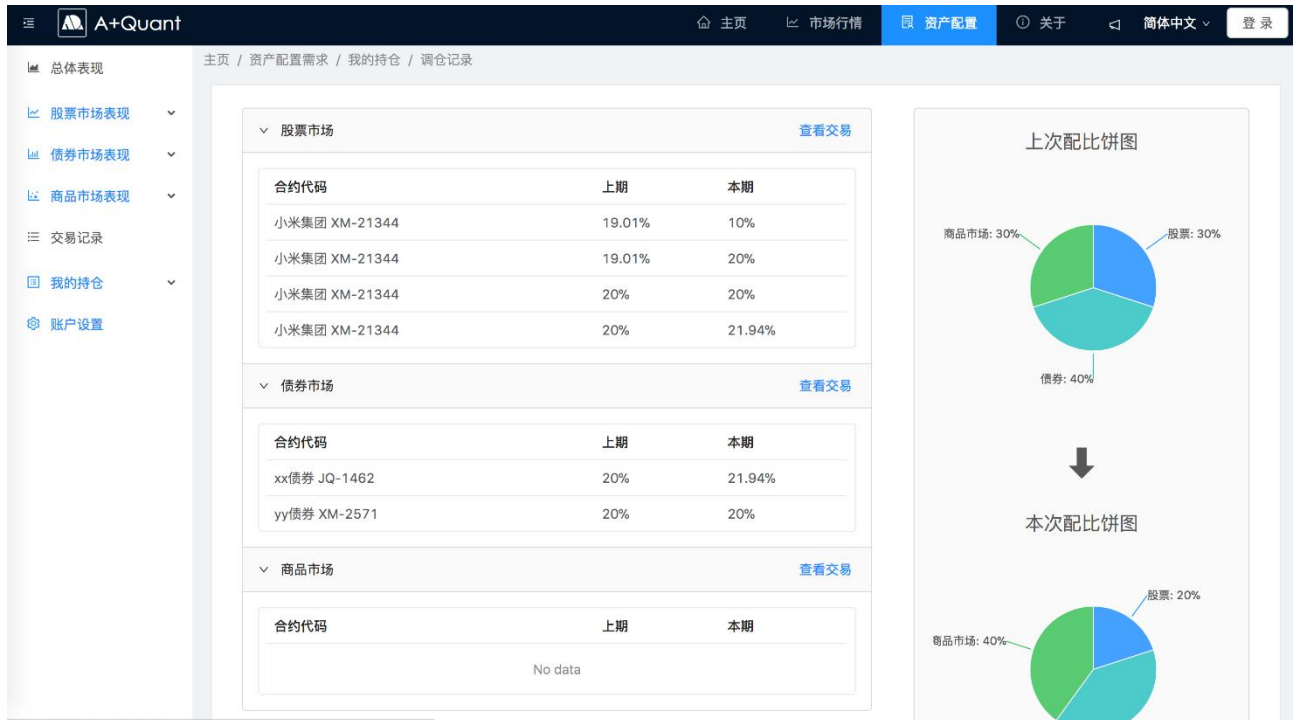 A+Quant 主页 市场行情 资产配置 关于 简体中文 登录
主页 / 资产配置需求 / 我的持仓 / 调仓记录
总体表现
股票市场表现
债券市场表现
商品市场表现
交易记录
我的持仓
账户设置
股票市场 查看交易
合约代码 上期 本期
小米集团 XM-21344 19.01% 10%
小米集团 XM-21344 19.01% 20%
小米集团 XM-21344 20% 20%
小米集团 XM-21344 20% 21.94%
债券市场 查看交易
合约代码 上期 本期
xx债券 JQ-1462 20% 21.94%
yy债券 XM-2571 20% 20%
商品市场 查看交易
合约代码 上期 本期
No data
上次配比饼图
商品市场: 30% 股票: 30%
债券: 40%
本次配比饼图
股票: 20%
商品市场: 40%